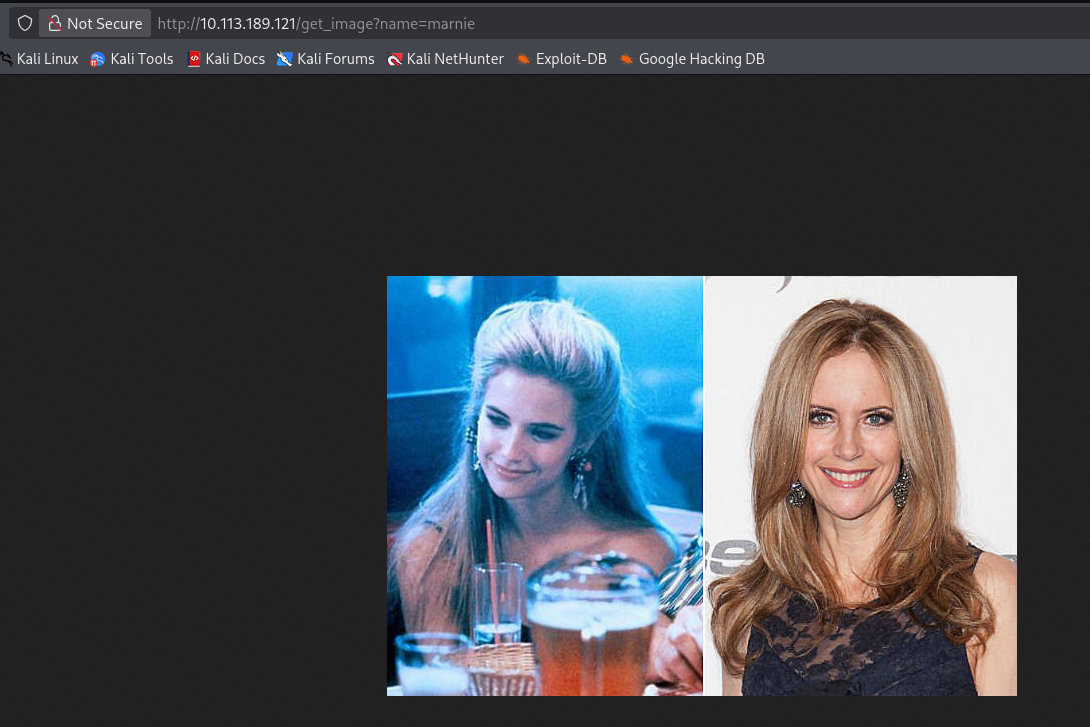 Not Secure http://10.113.189.121/get_image?name=marnie
Kali Linux Kali Tools Kali Docs Kali Forums Kali NetHunter Exploit-DB Google Hacking DB